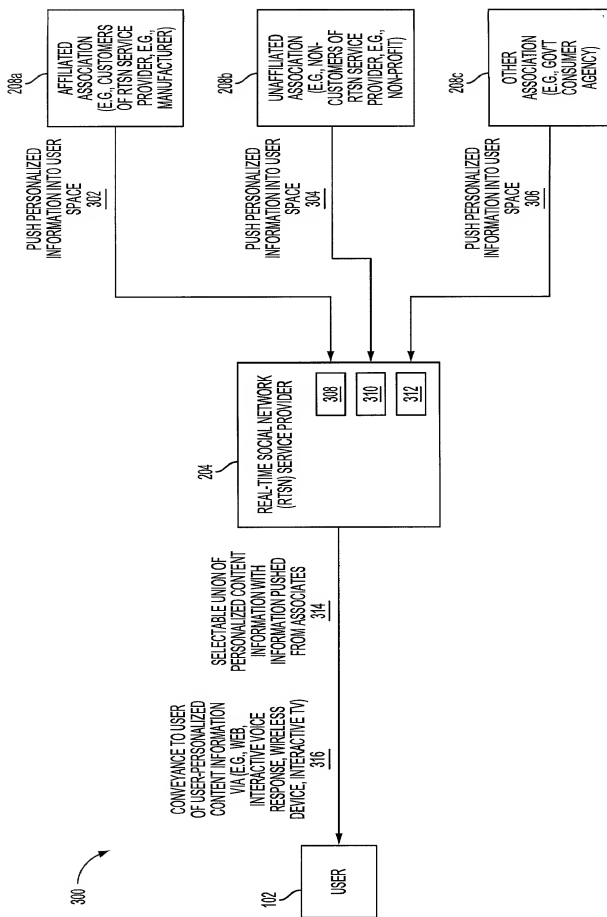 300
102
USER
CONVEYANCE TO USER
OF USER-PERSONALIZED
CONTENT INFORMATION
VIA (E.G., WEB,
INTERACTIVE VOICE
RESPONSE, WIRELESS
DEVICE, INTERACTIVE TV)
316
SELECTABLE UNION OF
PERSONALIZED CONTENT
INFORMATION WITH
INFORMATION PUSHED
FROM ASSOCIATES
314
204
REAL-TIME SOCIAL NETWORK
(RTSN) SERVICE PROVIDER
308
310
312
PUSH PERSONALIZED
INFORMATION INTO USER
SPACE
302
PUSH PERSONALIZED
INFORMATION INTO USER
SPACE
304
PUSH PERSONALIZED
INFORMATION INTO USER
SPACE
306
208a
AFFILIATED
ASSOCIATION
(E.G., CUSTOMERS
OF RTSN SERVICE
PROVIDER, E.G.,
MANUFACTURER)
208b
UNAFFILIATED
ASSOCIATION
(E.G., NON-
CUSTOMERS OF
RTSN SERVICE
PROVIDER, E.G.,
NON-PROFIT)
208c
OTHER
ASSOCIATION
(E.G., GOV'T
CONSUMER
AGENCY)